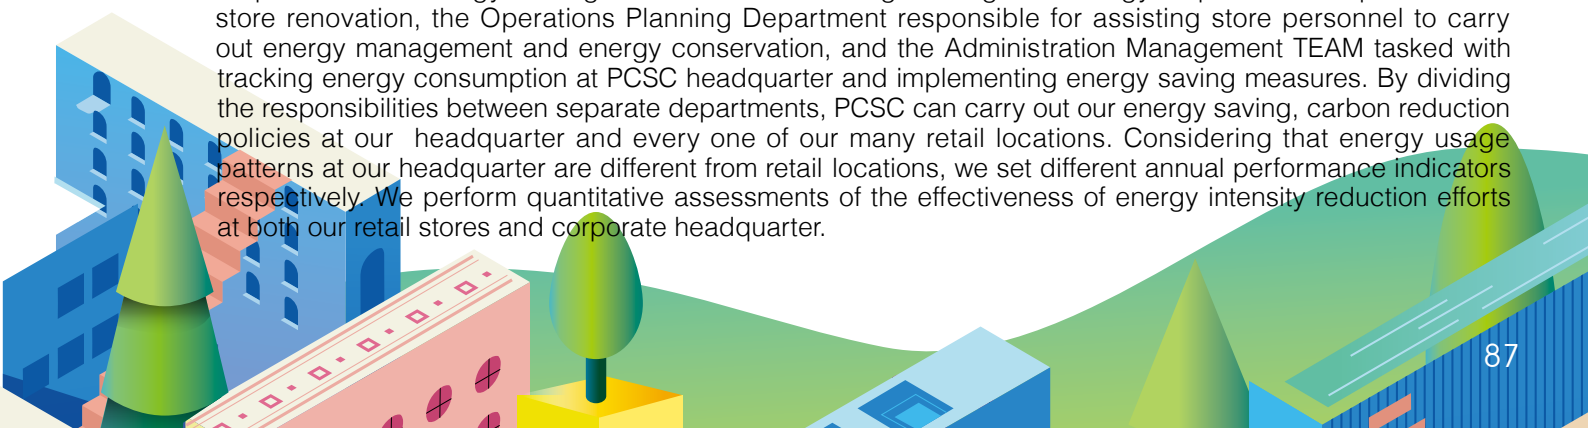 store renovation, the Operations Planning Department responsible for assisting store personnel to carry
out energy management and energy conservation, and the Administration Management TEAM tasked with
tracking energy consumption at PCSC headquarter and implementing energy saving measures. By dividing
the responsibilities between separate departments, PCSC can carry out our energy saving, carbon reduction
policies at our headquarter and every one of our many retail locations. Considering that energy usage
patterns at our headquarter are different from retail locations, we set different annual performance indicators
respectively. We perform quantitative assessments of the effectiveness of energy intensity reduction efforts
at both our retail stores and corporate headquarter.
87